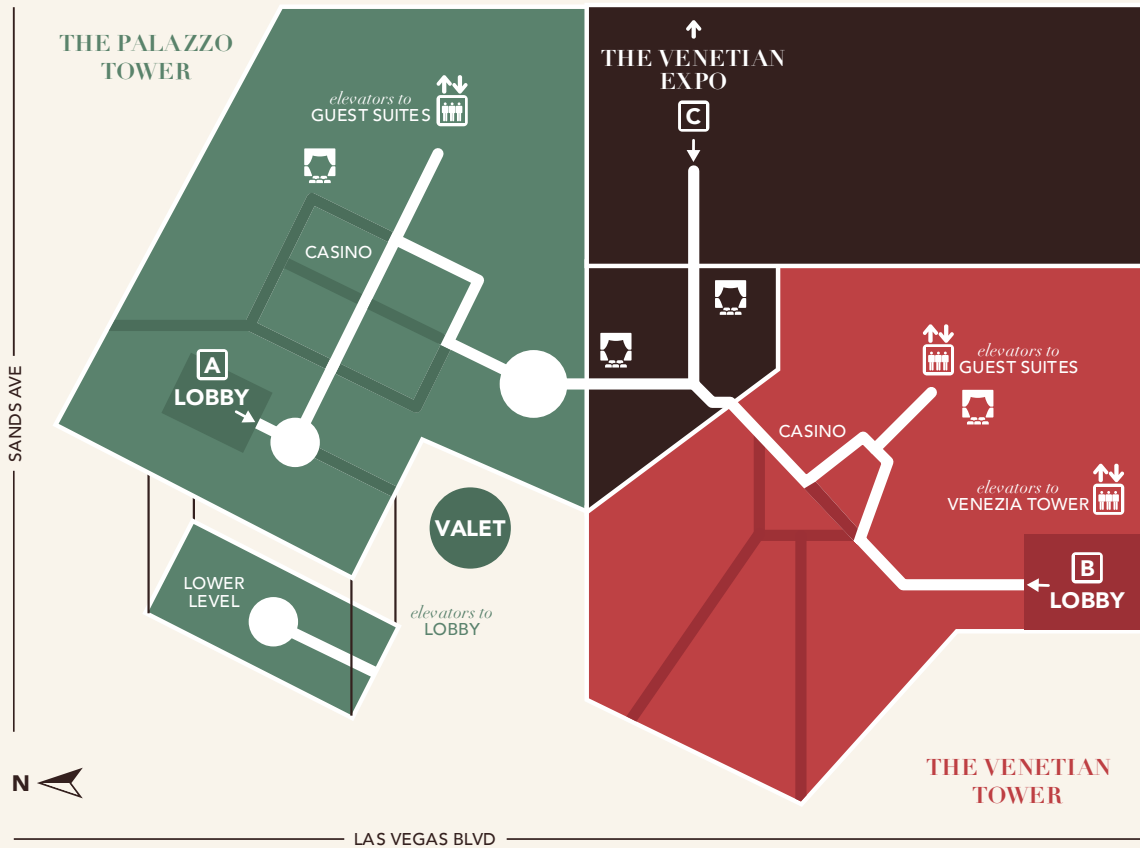 THE PALAZZO
TOWER
elevators to
GUEST SUITES
CASINO
A
LOBBY
SANDS AVE
VALET
LOWER
LEVEL
elevators to
LOBBY
THE VENETIAN
EXPO
C
elevators to
GUEST SUITES
CASINO
elevators to
VENEZIA TOWER
B
LOBBY
THE VENETIAN
TOWER
N
LAS VEGAS BLVD